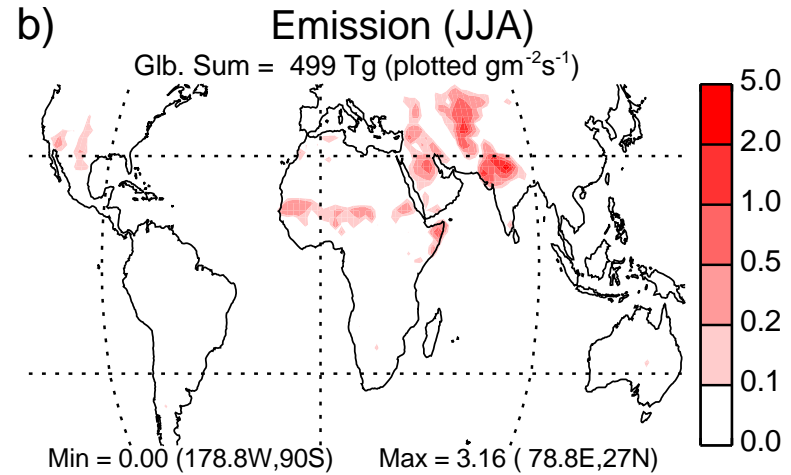 b) Emission (JJA)
Glb. Sum = 499 Tg (plotted gm⁻²s⁻¹)
5.0
2.0
1.0
0.5
0.2
0.1
0.0
Min = 0.00 (178.8W,90S) Max = 3.16 ( 78.8E,27N)